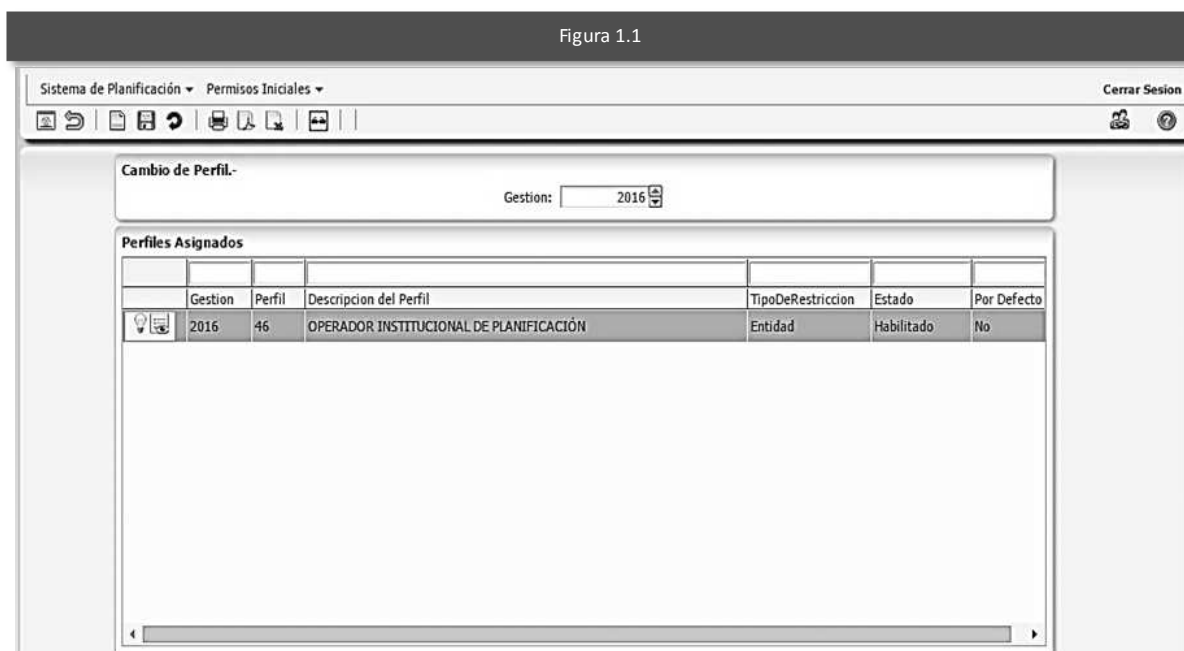 Figura 1.1
Sistema de Planificación Permisos Iniciales Cerrar Sesion
Cambio de Perfil.-
Gestion: 2016
Perfiles Asignados
Gestion Perfil Descripcion del Perfil TipoDeRestriccion Estado Por Defecto
2016 46 OPERADOR INSTITUCIONAL DE PLANIFICACIÓN Entidad Habilitado No